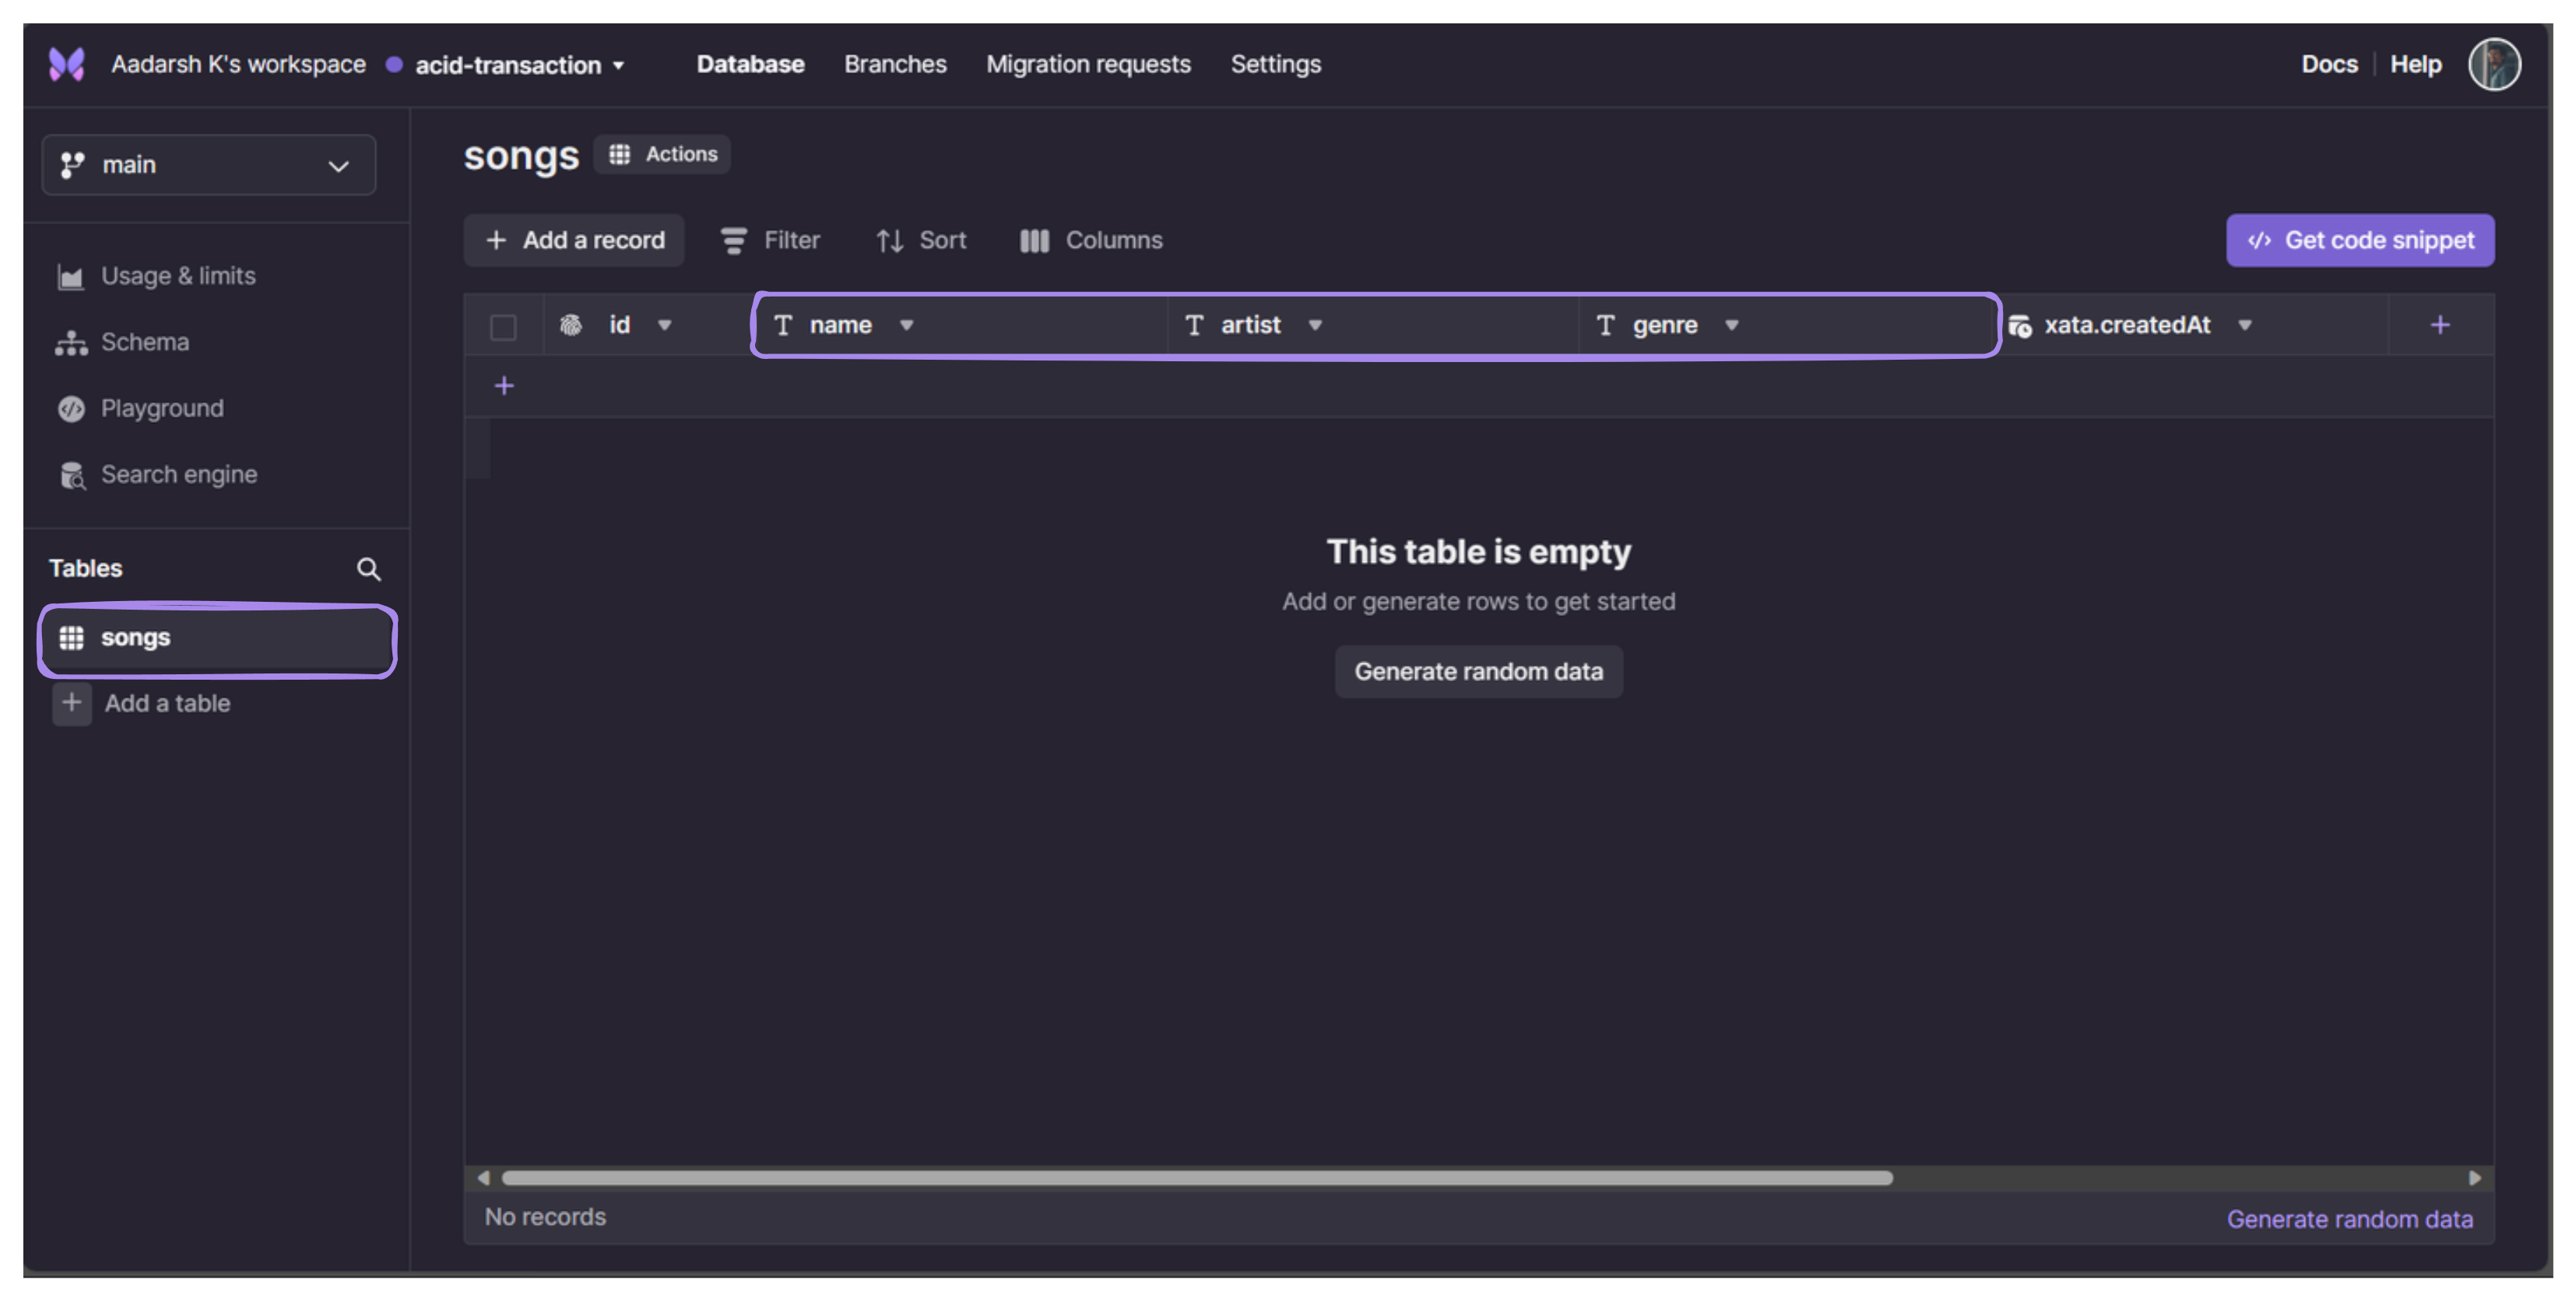 Aadarsh K's workspace acid-transaction Database Branches Migration requests Settings Docs Help
main
Usage & limits
Schema
Playground
Search engine
Tables
songs
Add a table
songs Actions
Add a record Filter Sort Columns Get code snippet
id name artist genre xata.createdAt
This table is empty
Add or generate rows to get started
Generate random data
No records Generate random data